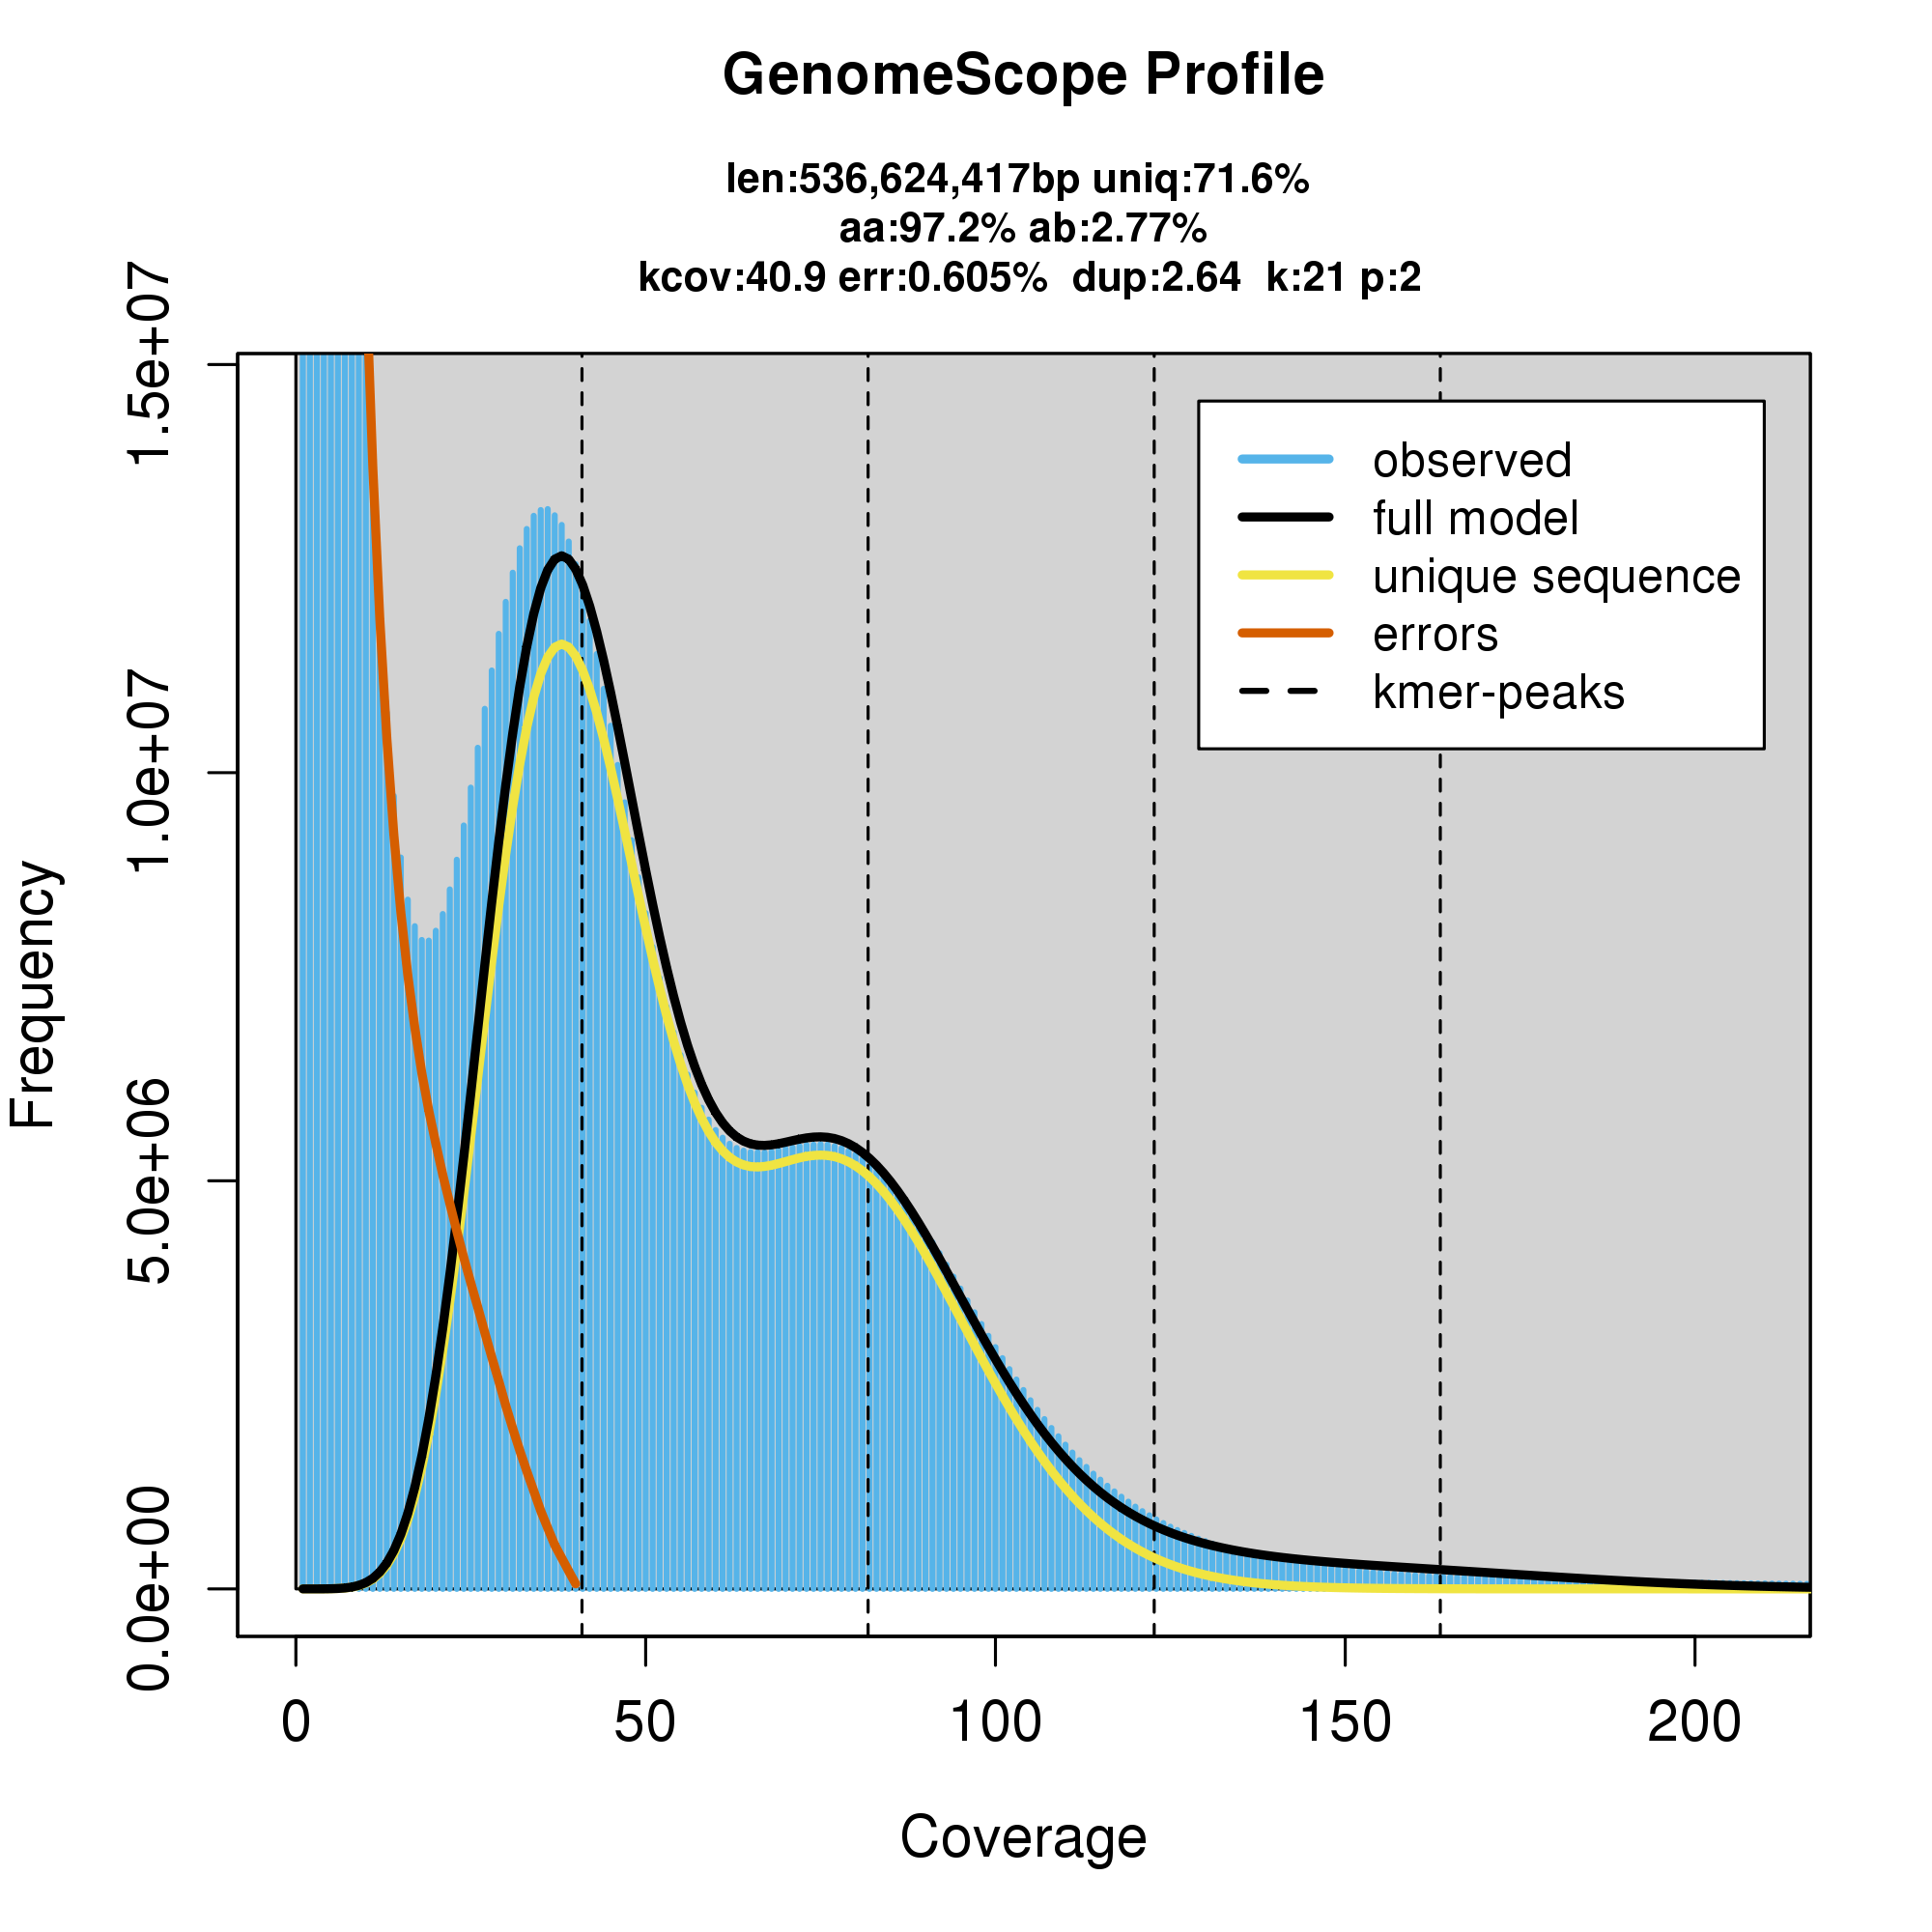 GenomeScope Profile
len:536,624,417bp uniq:71.6%
aa:97.2% ab:2.77%
kcov:40.9 err:0.605%  dup:2.64  k:21 p:2
observed
full model
unique sequence
errors
kmer-peaks
1.5e+07
1.0e+07
5.0e+06
0.0e+00
Frequency
0 50 100 150 200
Coverage